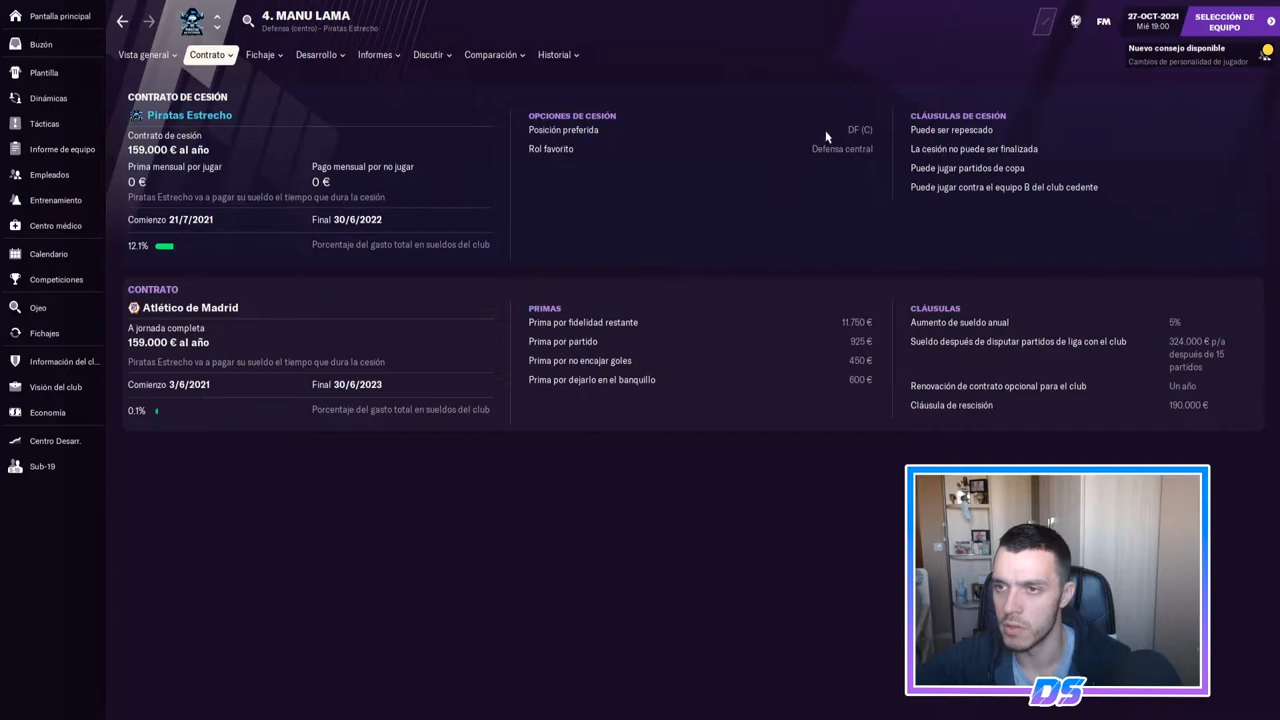 Pantalla principal
Buzón
Plantilla
Dinámicas
Tácticas
Informe de equipo
Empleados
Entrenamiento
Centro médico
Calendario
Competiciones
Ojeo
Fichajes
Información del cl...
Visión del club
Economía
Centro Desarr.
Sub-19
4. MANU LAMA
Defensa (centro) - Piratas Estrecho
FM
27-OCT-2021
Mié 19:00
SELECCIÓN DE
EQUIPO
Nuevo consejo disponible
Cambios de personalidad de jugador
Vista general
Contrato
Fichaje
Desarrollo
Informes
Discutir
Comparación
Historial
CONTRATO DE CESIÓN
Piratas Estrecho
Contrato de cesión
159.000 € al año
Prima mensual por jugar
Pago mensual por no jugar
0 €
0 €
Piratas Estrecho va a pagar su sueldo el tiempo que dura la cesión
Comienzo 21/7/2021
Final 30/6/2022
12.1%
Porcentaje del gasto total en sueldos del club
OPCIONES DE CESIÓN
Posición preferida
DF (C)
Rol favorito
Defensa central
CLÁUSULAS DE CESIÓN
Puede ser repescado
La cesión no puede ser finalizada
Puede jugar partidos de copa
Puede jugar contra el equipo B del club cedente
CONTRATO
Atlético de Madrid
A jornada completa
159.000 € al año
Piratas Estrecho va a pagar su sueldo el tiempo que dura la cesión
Comienzo 3/6/2021
Final 30/6/2023
0.1%
Porcentaje del gasto total en sueldos del club
PRIMAS
Prima por fidelidad restante
11.750 €
Prima por partido
925 €
Prima por no encajar goles
450 €
Prima por dejarlo en el banquillo
600 €
CLÁUSULAS
Aumento de sueldo anual
5%
Sueldo después de disputar partidos de liga con el club
324.000 € p/a
después de 15
partidos
Renovación de contrato opcional para el club
Un año
Cláusula de rescisión
190.000 €
DS